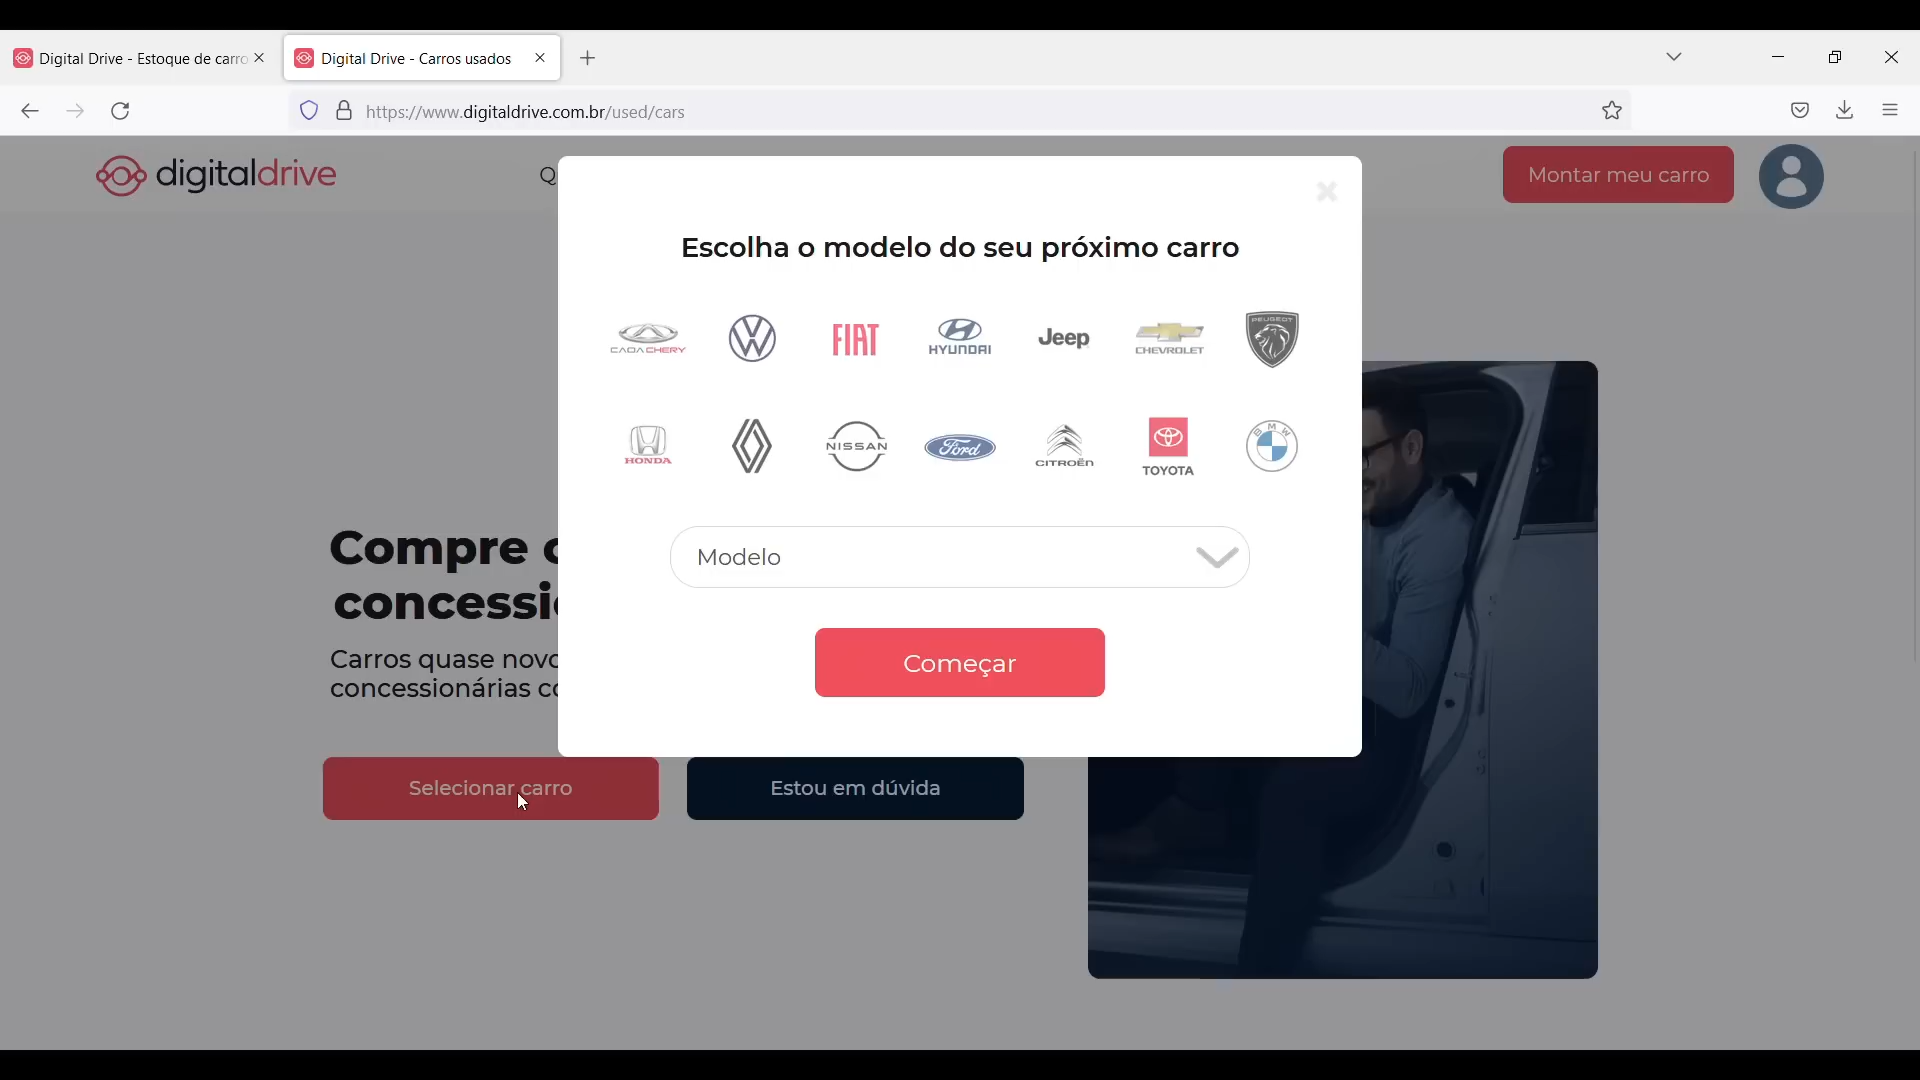 Digital Drive - Estoque de carro
Digital Drive - Carros usados
https://www.digitaldrive.com.br/used/cars
digitaldrive
Q
Montar meu carro
Escolha o modelo do seu próximo carro
CAOA CHERY
FIAT
HYUNDAI
Jeep
CHEVROLET
PEUGEOT
HONDA
NISSAN
Ford
CITROËN
TOYOTA
BMW
Modelo
Começar
Compre
concessi
Carros quase novo
concessionárias co
Selecionar carro
Estou em dúvida